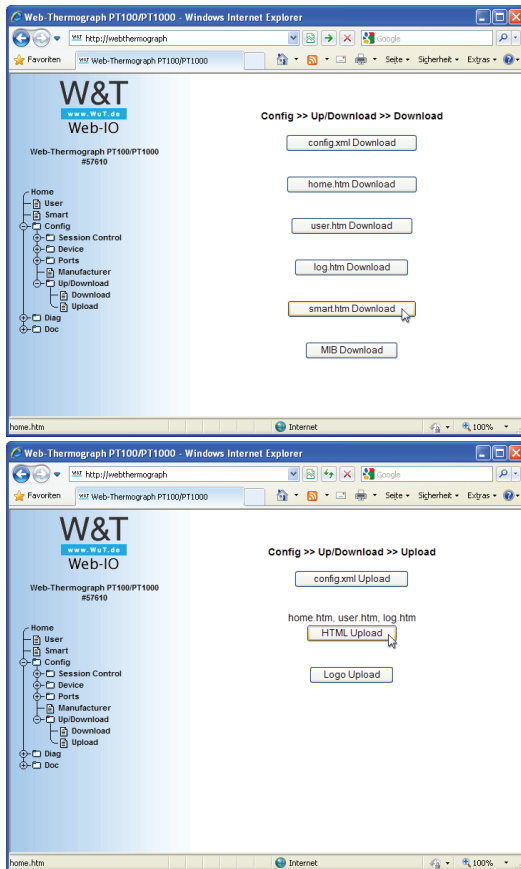 Web-Thermograph PT100/PT1000 - Windows Internet Explorer
W&T http://webthermograph
Google
Favoriten
W&T Web-Thermograph PT100/PT1000
Seite
Sicherheit
Extras
W&T
www.WuT.de
Web-IO
Web-Thermograph PT100/PT1000
#57610
Home
User
Smart
Config
Session Control
Device
Ports
Manufacturer
Up/Download
Download
Upload
Diag
Doc
Config >> Up/Download >> Download
config.xml Download
home.htm Download
user.htm Download
log.htm Download
smart.htm Download
MIB Download
home.htm
Internet
100%
Web-Thermograph PT100/PT1000 - Windows Internet Explorer
W&T http://webthermograph
Google
Favoriten
W&T Web-Thermograph PT100/PT1000
Seite
Sicherheit
Extras
W&T
www.WuT.de
Web-IO
Web-Thermograph PT100/PT1000
#57610
Home
User
Smart
Config
Session Control
Device
Ports
Manufacturer
Up/Download
Download
Upload
Diag
Doc
Config >> Up/Download >> Upload
config.xml Upload
home.htm, user.htm, log.htm
HTML Upload
Logo Upload
home.htm
Internet
100%